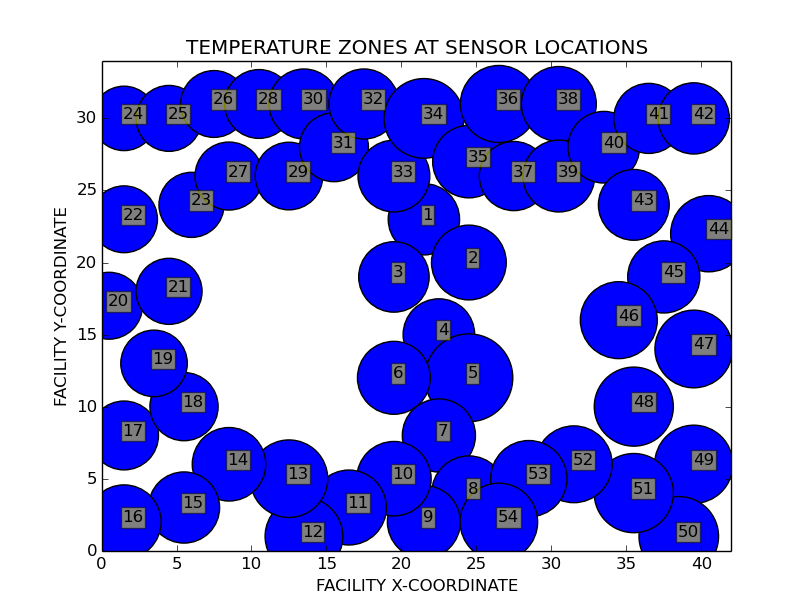 TEMPERATURE ZONES AT SENSOR LOCATIONS
30
25
20
15
10
5
0
FACILITY Y-COORDINATE
24 25 26 28 30 32 34 36 38 41 42
31 40
35
27 29 33 37 39
23 43
22 1 44
3 2 45
21
20 46
4 47
19 6 5
18 48
17 7
14 13 10 8 53 52 49
15 11 51
16 12 9 54 50
0 5 10 15 20 25 30 35 40
FACILITY X-COORDINATE